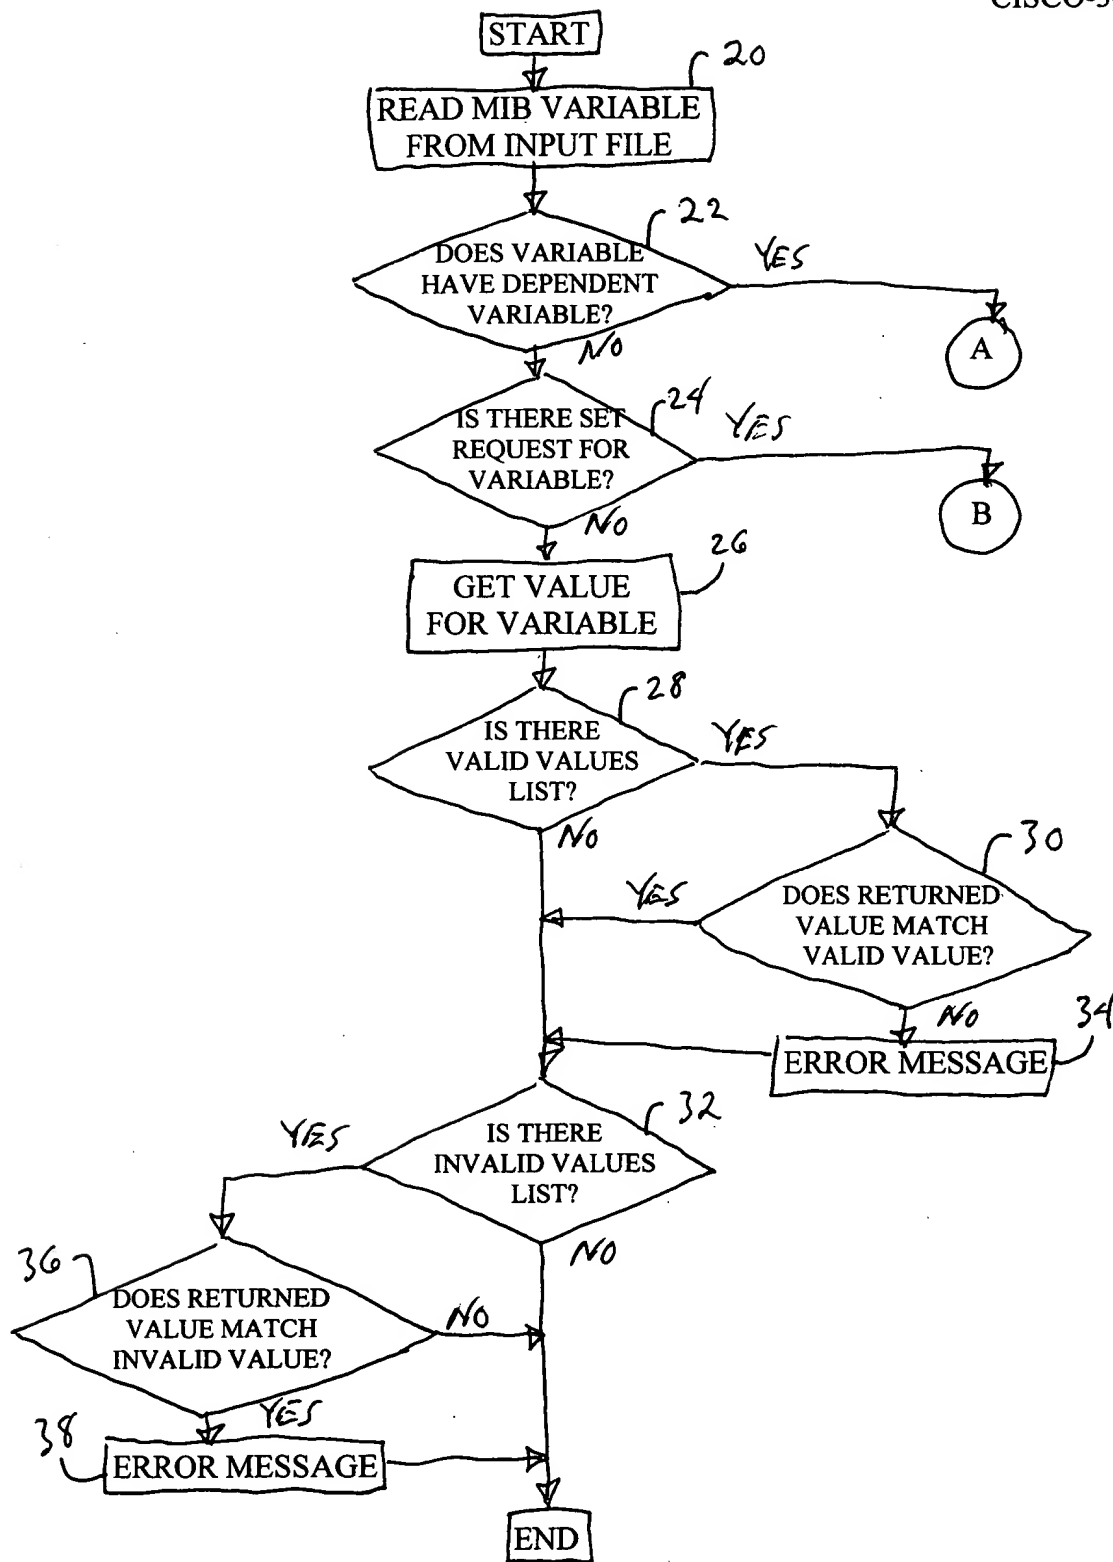 CISCO-5
START
20
READ MIB VARIABLE
FROM INPUT FILE
22
DOES VARIABLE
HAVE DEPENDENT
VARIABLE?
YES
A
NO
24
IS THERE SET
REQUEST FOR
VARIABLE?
YES
B
NO
26
GET VALUE
FOR VARIABLE
28
IS THERE
VALID VALUES
LIST?
YES
NO
30
DOES RETURNED
VALUE MATCH
VALID VALUE?
YES
NO
34
ERROR MESSAGE
32
IS THERE
INVALID VALUES
LIST?
YES
NO
36
DOES RETURNED
VALUE MATCH
INVALID VALUE?
NO
YES
38
ERROR MESSAGE
END